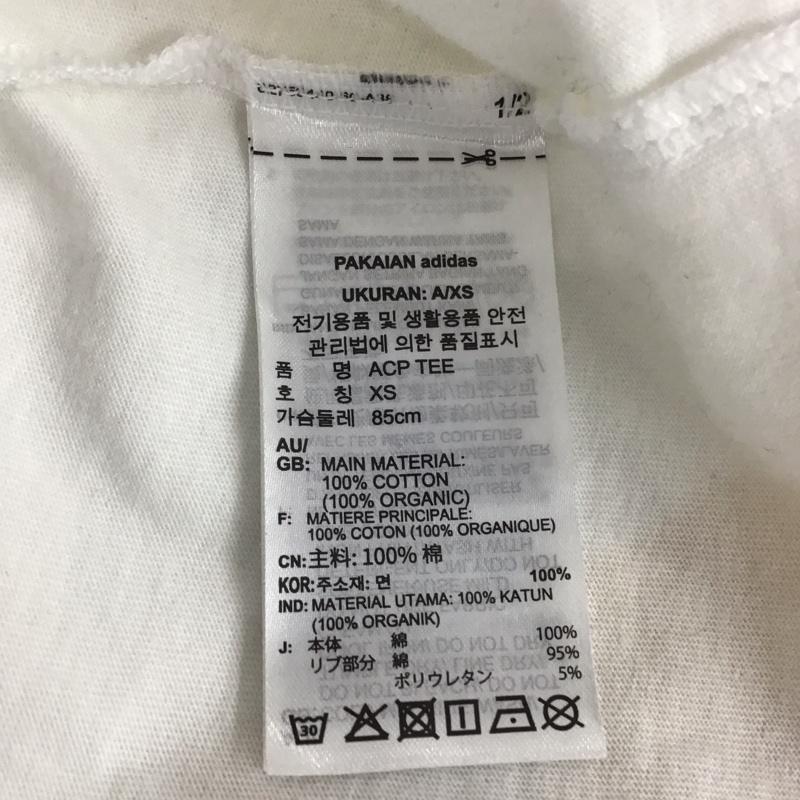 1/2
PAKAIAN adidas
UKURAN: A/XS
전기용품 및 생활용품 안전
관리법에 의한 품질표시
품 명 ACP TEE
호 칭 XS
가슴둘레 85cm
AU/
GB: MAIN MATERIAL:
100% COTTON
(100% ORGANIC)
F: MATIERE PRINCIPALE:
100% COTON (100% ORGANIQUE)
CN: 主料: 100% 棉
KOR: 주소재: 면 100%
IND: MATERIAL UTAMA: 100% KATUN
(100% ORGANIK)
J: 本体 綿 100%
リブ部分 綿 95%
ポリウレタン 5%
30